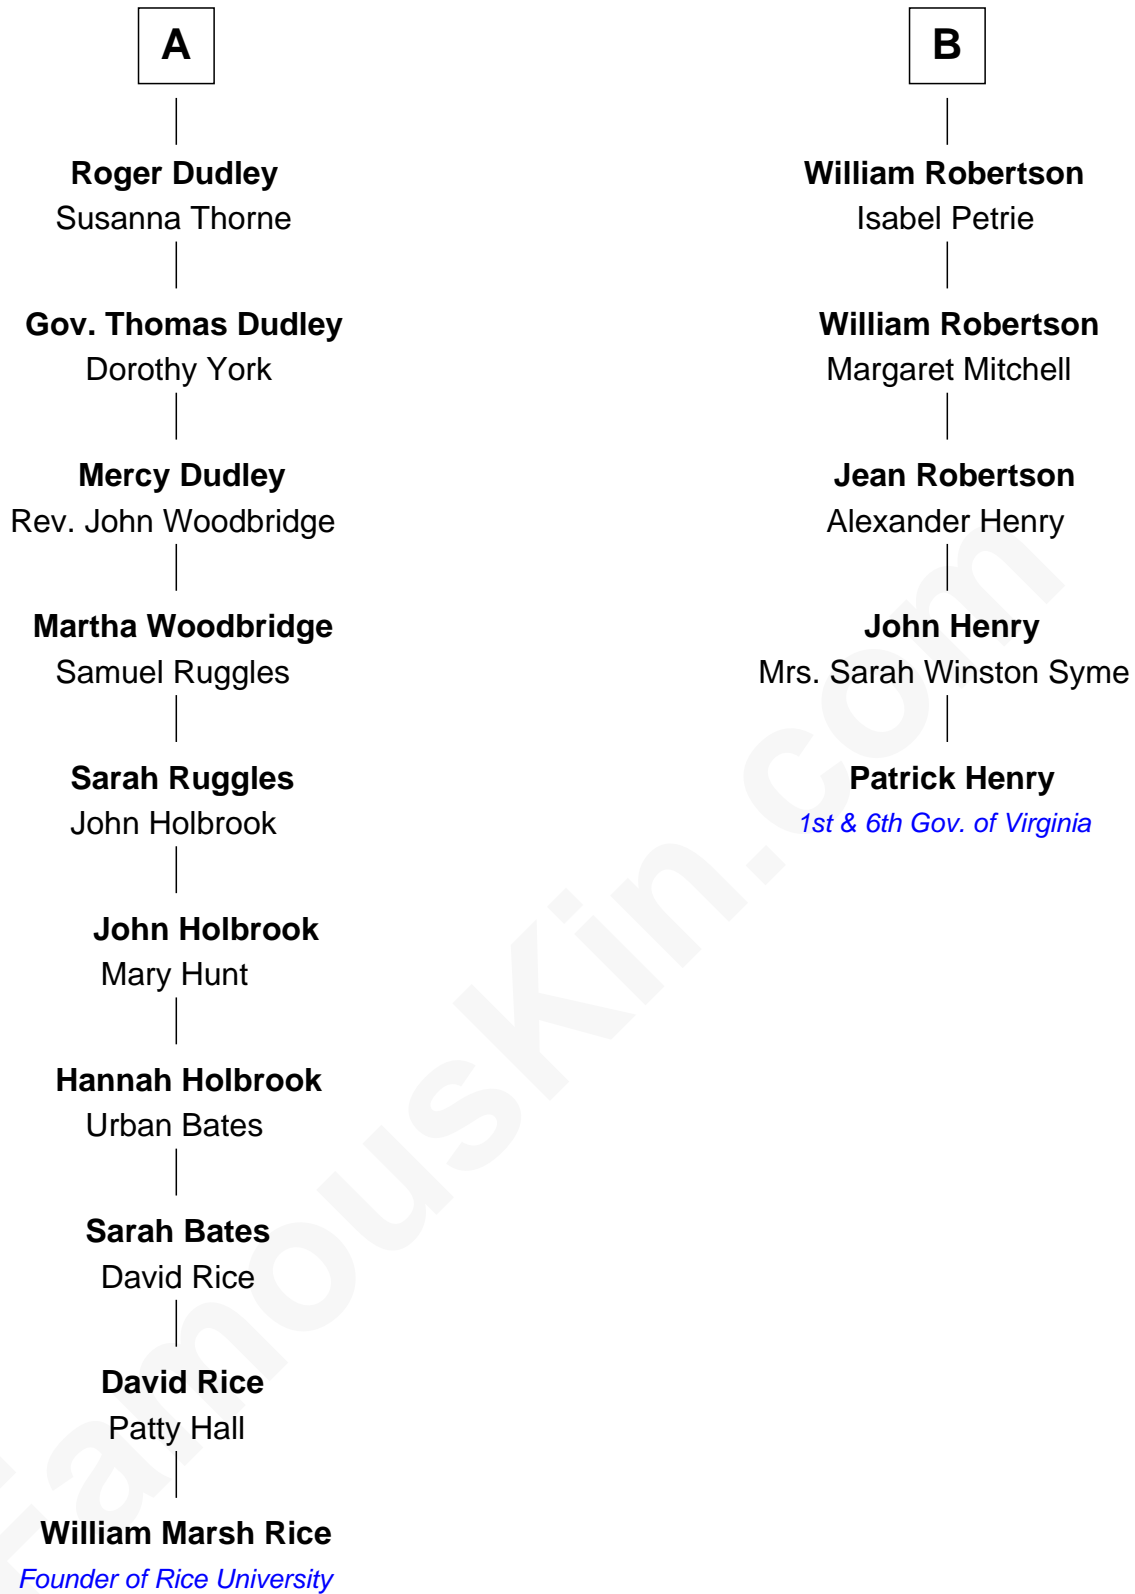 A
Roger Dudley
Susanna Thorne
Gov. Thomas Dudley
Dorothy York
Mercy Dudley
Rev. John Woodbridge
Martha Woodbridge
Samuel Ruggles
Sarah Ruggles
John Holbrook
John Holbrook
Mary Hunt
Hannah Holbrook
Urban Bates
Sarah Bates
David Rice
David Rice
Patty Hall
William Marsh Rice
Founder of Rice University
B
William Robertson
Isabel Petrie
William Robertson
Margaret Mitchell
Jean Robertson
Alexander Henry
John Henry
Mrs. Sarah Winston Syme
Patrick Henry
1st & 6th Gov. of Virginia
FamousKin.com